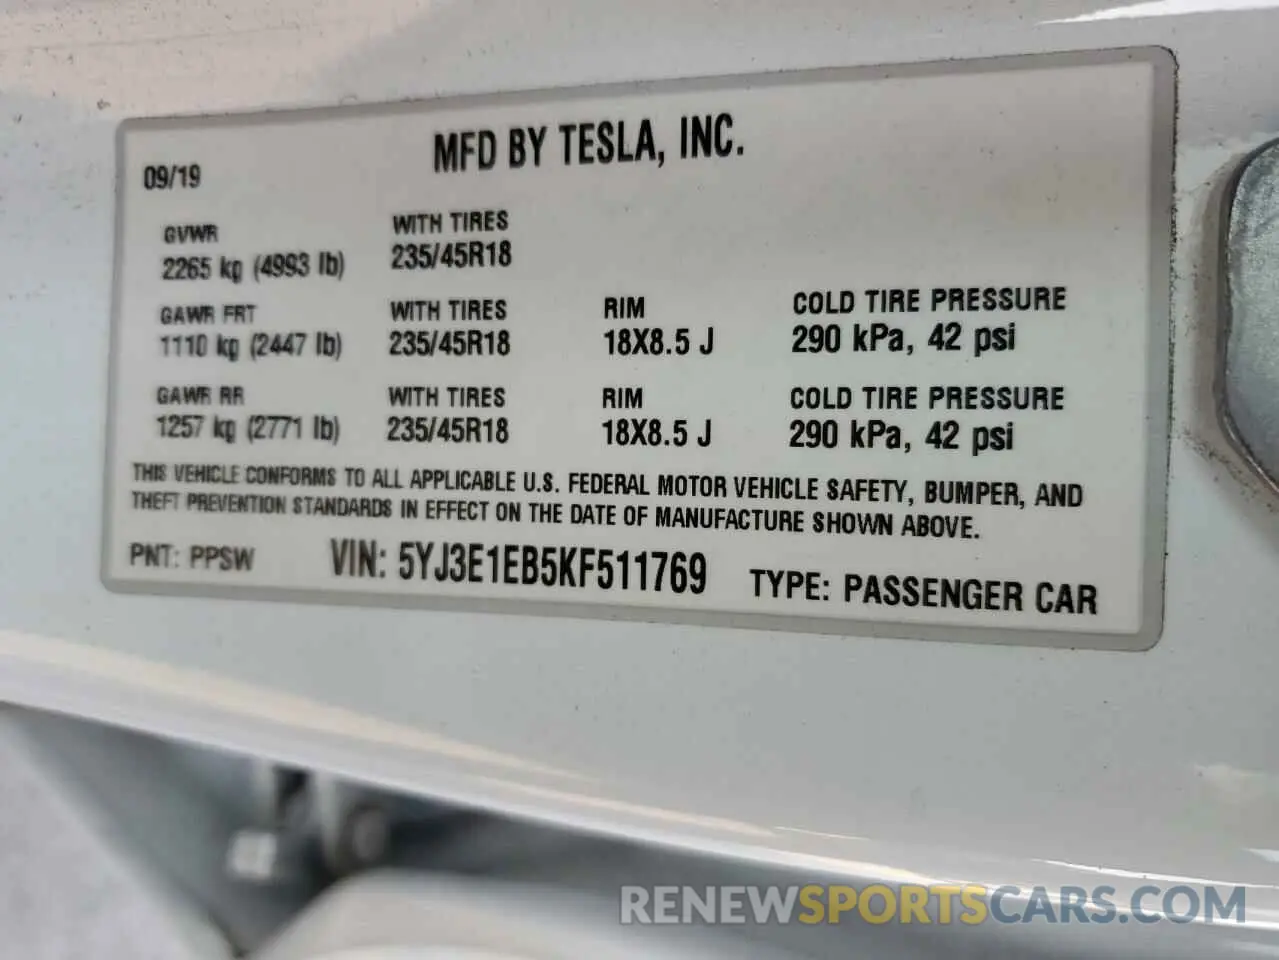 MFD BY TESLA, INC.
09/19
GVWR WITH TIRES
2265 kg (4993 lb) 235/45R18
GAWR FRT WITH TIRES RIM COLD TIRE PRESSURE
1110 kg (2447 lb) 235/45R18 18X8.5 J 290 kPa, 42 psi
GAWR RR WITH TIRES RIM COLD TIRE PRESSURE
1257 kg (2771 lb) 235/45R18 18X8.5 J 290 kPa, 42 psi
THIS VEHICLE CONFORMS TO ALL APPLICABLE U.S. FEDERAL MOTOR VEHICLE SAFETY, BUMPER, AND
THEFT PREVENTION STANDARDS IN EFFECT ON THE DATE OF MANUFACTURE SHOWN ABOVE.
PNT: PPSW VIN: 5YJ3E1EB5KF511769 TYPE: PASSENGER CAR
RENEWSPORTSCARS.COM